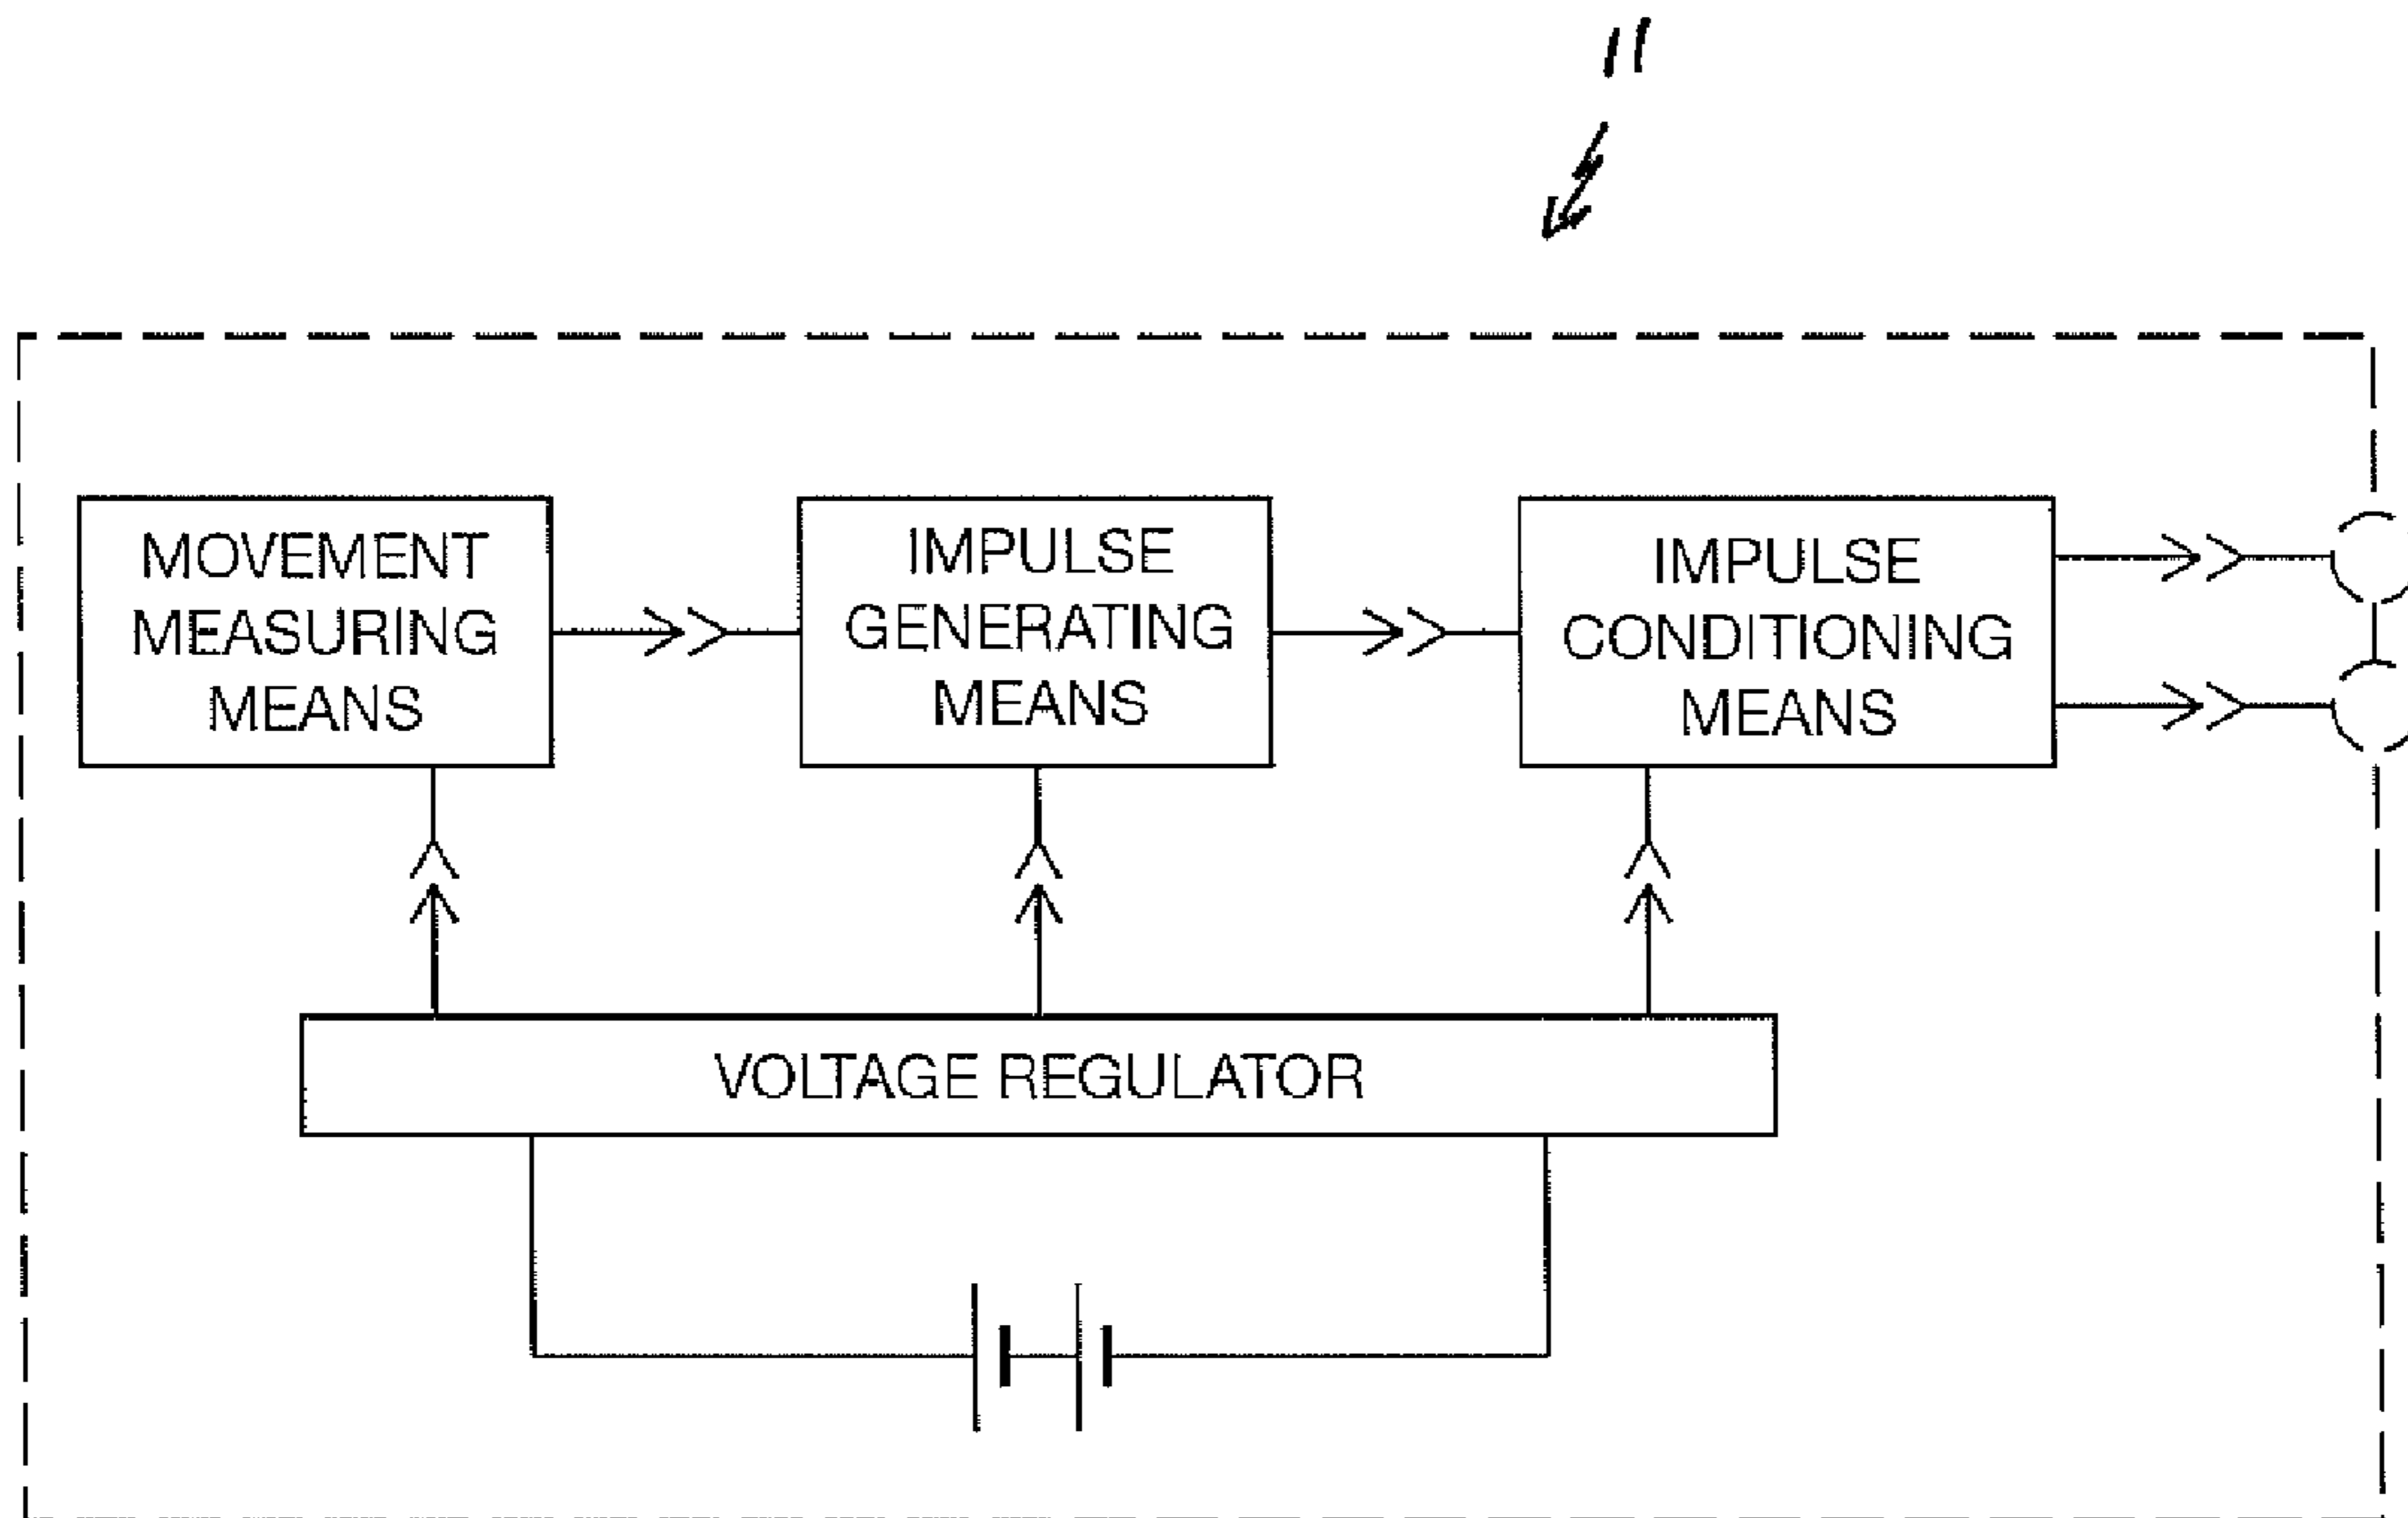 11
MOVEMENT
MEASURING
MEANS
IMPULSE
GENERATING
MEANS
IMPULSE
CONDITIONING
MEANS
VOLTAGE REGULATOR